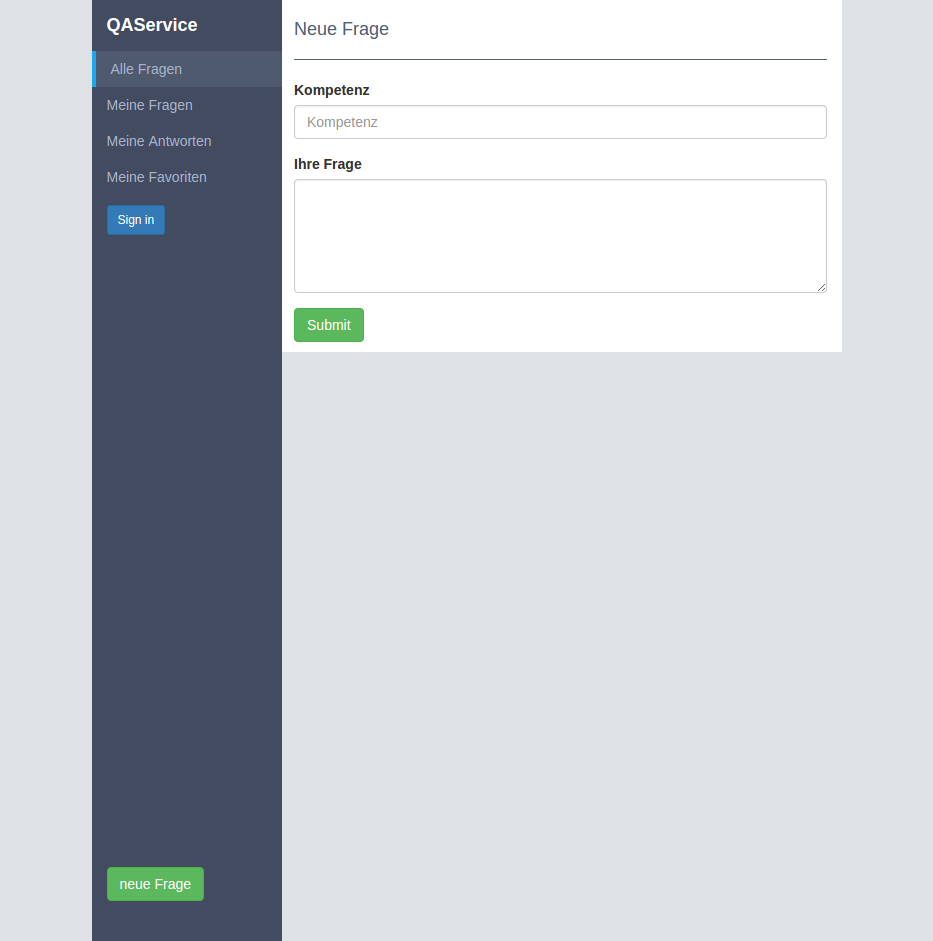 QAService
Alle Fragen
Meine Fragen
Meine Antworten
Meine Favoriten
Sign in
neue Frage
Neue Frage
Kompetenz
Kompetenz
Ihre Frage
Submit